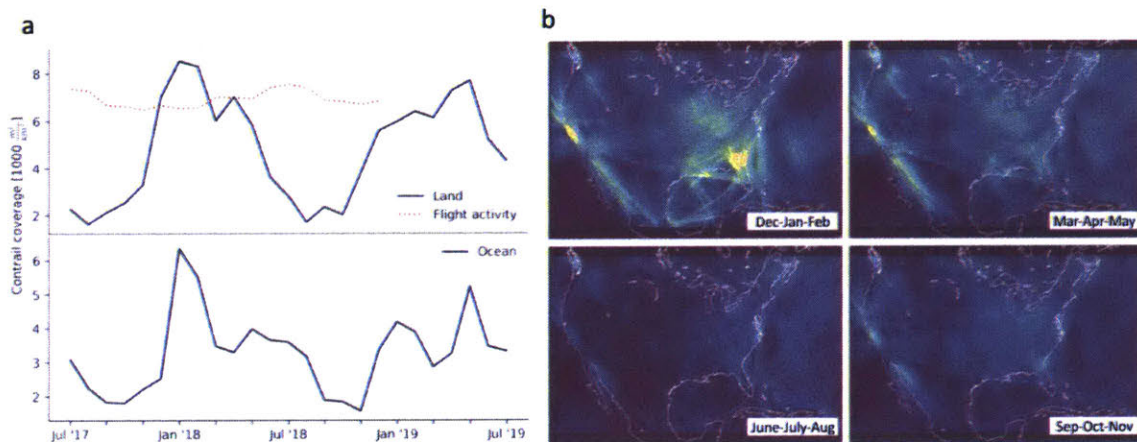 a
b
Contrail coverage [1000 m²/km²]
8
6
4
2
Land
Flight activity
6
5
4
3
2
Ocean
Jul '17
Jan '18
Jul '18
Jan '19
Jul '19
Dec-Jan-Feb
Mar-Apr-May
June-July-Aug
Sep-Oct-Nov